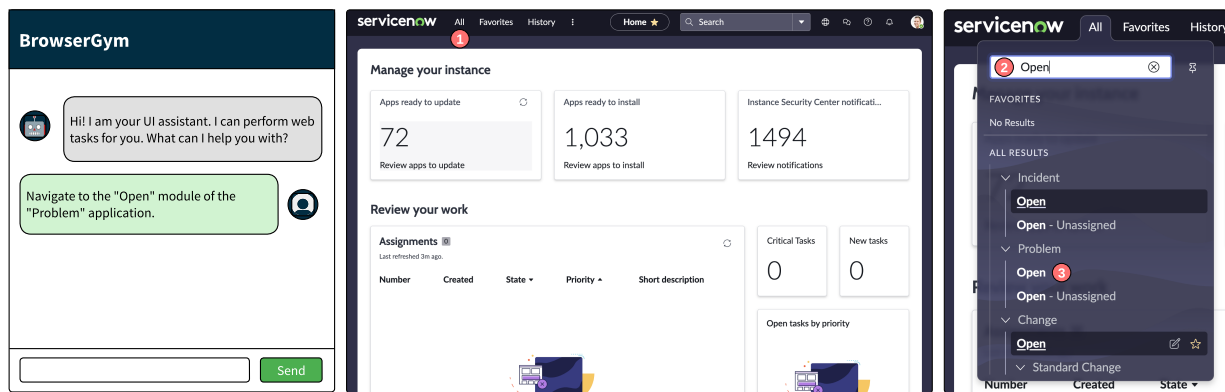 BrowserGym
Hi! I am your UI assistant. I can perform web
tasks for you. What can I help you with?
Navigate to the "Open" module of the
"Problem" application.
Send
servicenow All Favorites History Home Search
1
Manage your instance
Apps ready to update
72
Review apps to update
Apps ready to install
1,033
Review apps to install
Instance Security Center notificati...
1494
Review notifications
Review your work
Assignments 0
Last refreshed 3m ago.
Number Created State Priority Short description
Critical Tasks
0
New tasks
0
Open tasks by priority
servicenow All Favorites History
2 Open
FAVORITES
No Results
ALL RESULTS
Incident
Open
Open - Unassigned
Problem
Open 3
Open - Unassigned
Change
Open
Standard Change
Number Created State